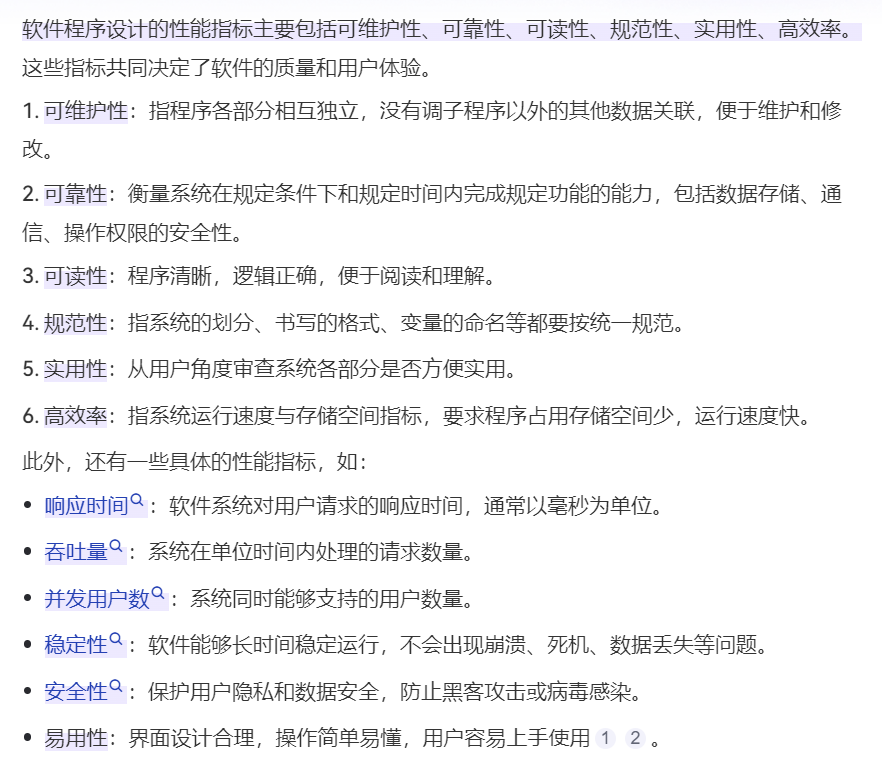 软件程序设计的性能指标主要包括可维护性、可靠性、可读性、规范性、实用性、高效率。
这些指标共同决定了软件的质量和用户体验。
1. 可维护性：指程序各部分相互独立，没有调子程序以外的其他数据关联，便于维护和修
改。
2. 可靠性：衡量系统在规定条件下和规定时间内完成规定功能的能力，包括数据存储、通
信、操作权限的安全性。
3. 可读性：程序清晰，逻辑正确，便于阅读和理解。
4. 规范性：指系统的划分、书写的格式、变量的命名等都要按统一规范。
5. 实用性：从用户角度审查系统各部分是否方便实用。
6. 高效率：指系统运行速度与存储空间指标，要求程序占用存储空间少，运行速度快。
此外，还有一些具体的性能指标，如：
• 响应时间：软件系统对用户请求的响应时间，通常以毫秒为单位。
• 吞吐量：系统在单位时间内处理的请求数量。
• 并发用户数：系统同时能够支持的用户数量。
• 稳定性：软件能够长时间稳定运行，不会出现崩溃、死机、数据丢失等问题。
• 安全性：保护用户隐私和数据安全，防止黑客攻击或病毒感染。
• 易用性：界面设计合理，操作简单易懂，用户容易上手使用 1 2 。